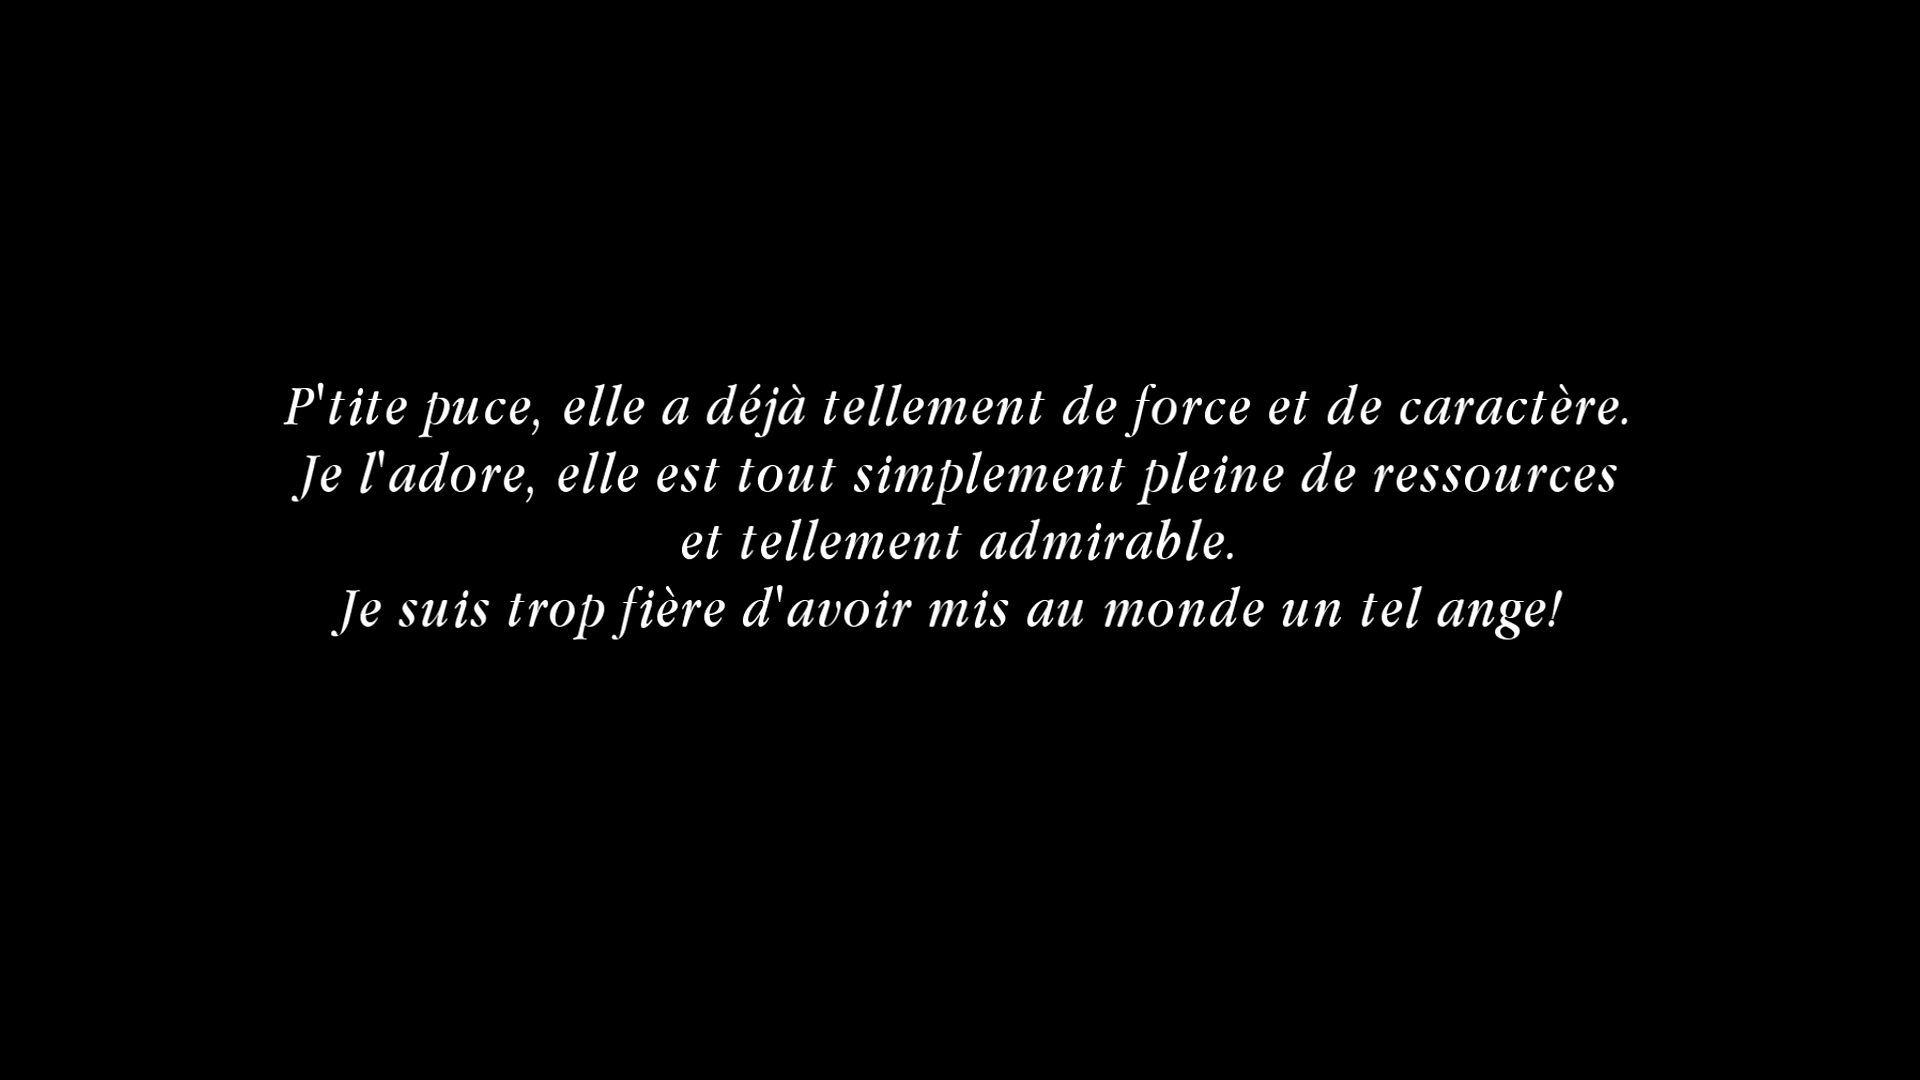 P'tite puce, elle a déjà tellement de force et de caractère.
Je l'adore, elle est tout simplement pleine de ressources
et tellement admirable.
Je suis trop fière d'avoir mis au monde un tel ange!